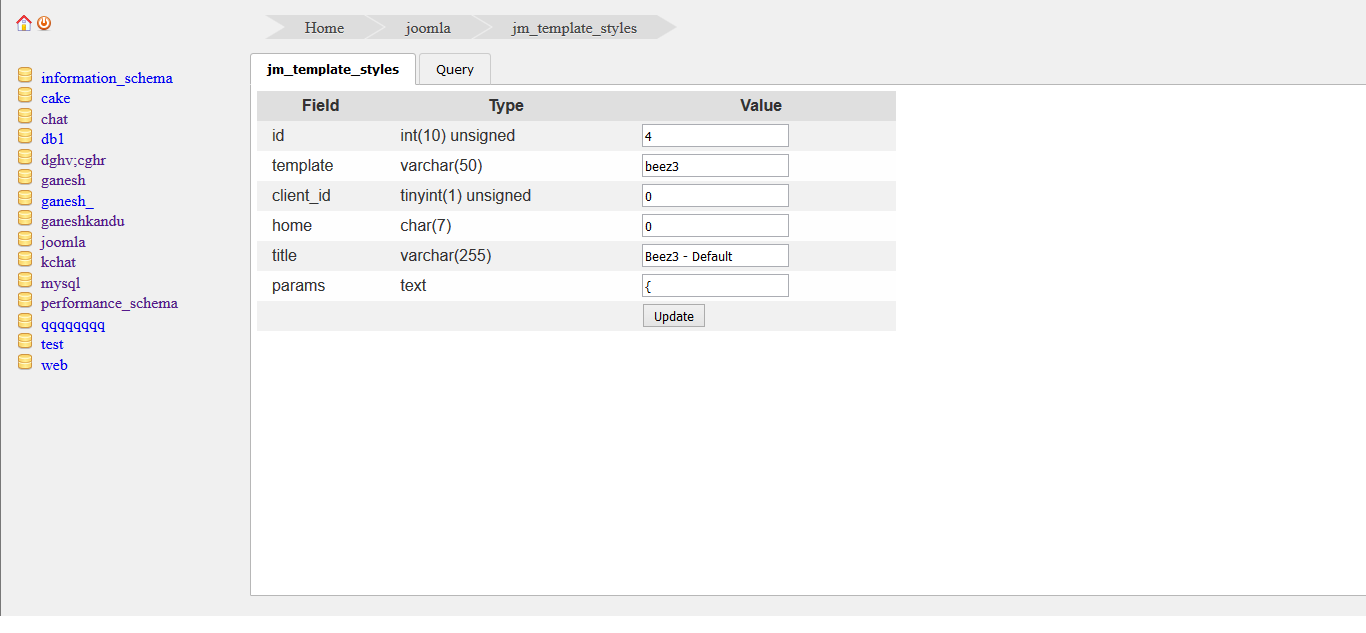 Home joomla jm_template_styles
information_schema
cake
chat
db1
dghv;cghr
ganesh
ganesh_
ganeshkandu
joomla
kchat
mysql
performance_schema
qqqqqqqq
test
web
jm_template_styles Query
Field Type Value
id int(10) unsigned 4
template varchar(50) beez3
client_id tinyint(1) unsigned 0
home char(7) 0
title varchar(255) Beez3 - Default
params text {
Update